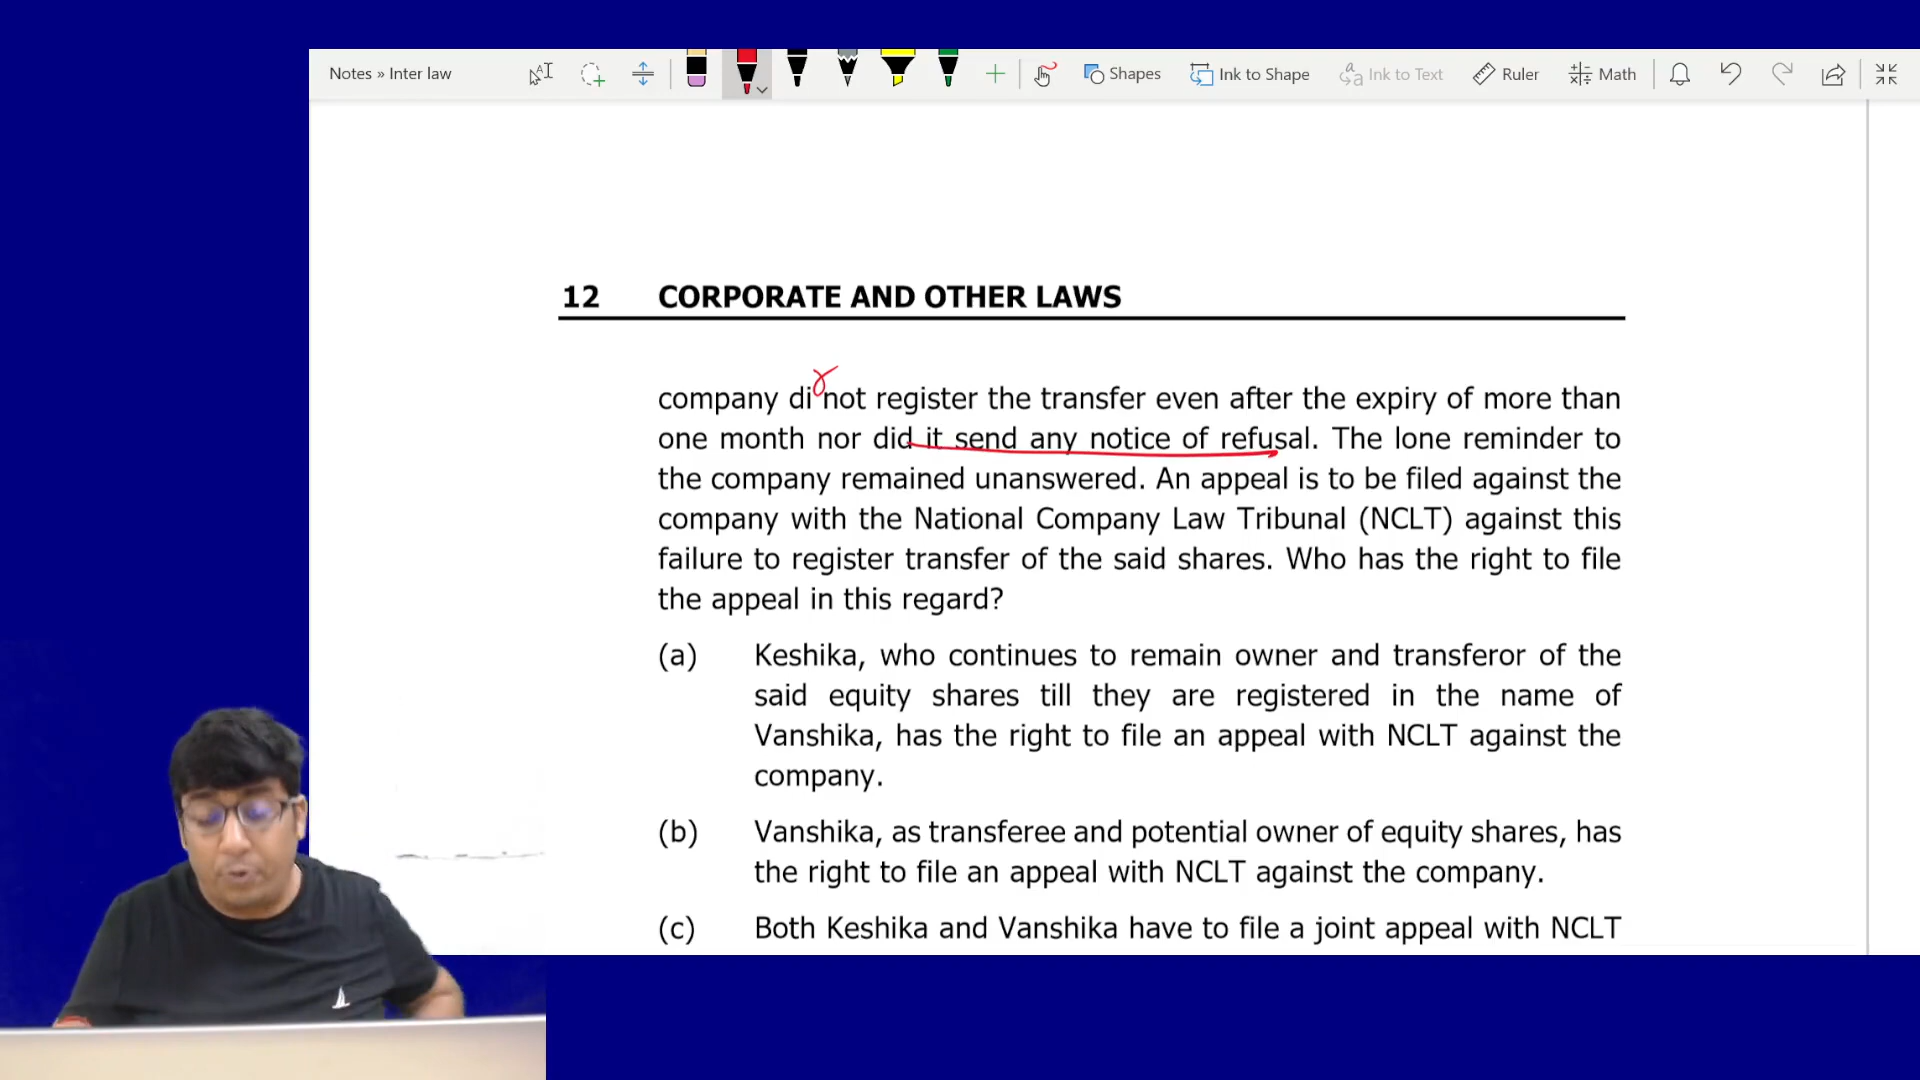 Notes » Inter law
Shapes
Ink to Shape
Ink to Text
Ruler
Math
12 CORPORATE AND OTHER LAWS
company di not register the transfer even after the expiry of more than
one month nor did it send any notice of refusal. The lone reminder to
the company remained unanswered. An appeal is to be filed against the
company with the National Company Law Tribunal (NCLT) against this
failure to register transfer of the said shares. Who has the right to file
the appeal in this regard?
(a) Keshika, who continues to remain owner and transferor of the
said equity shares till they are registered in the name of
Vanshika, has the right to file an appeal with NCLT against the
company.
(b) Vanshika, as transferee and potential owner of equity shares, has
the right to file an appeal with NCLT against the company.
(c) Both Keshika and Vanshika have to file a joint appeal with NCLT